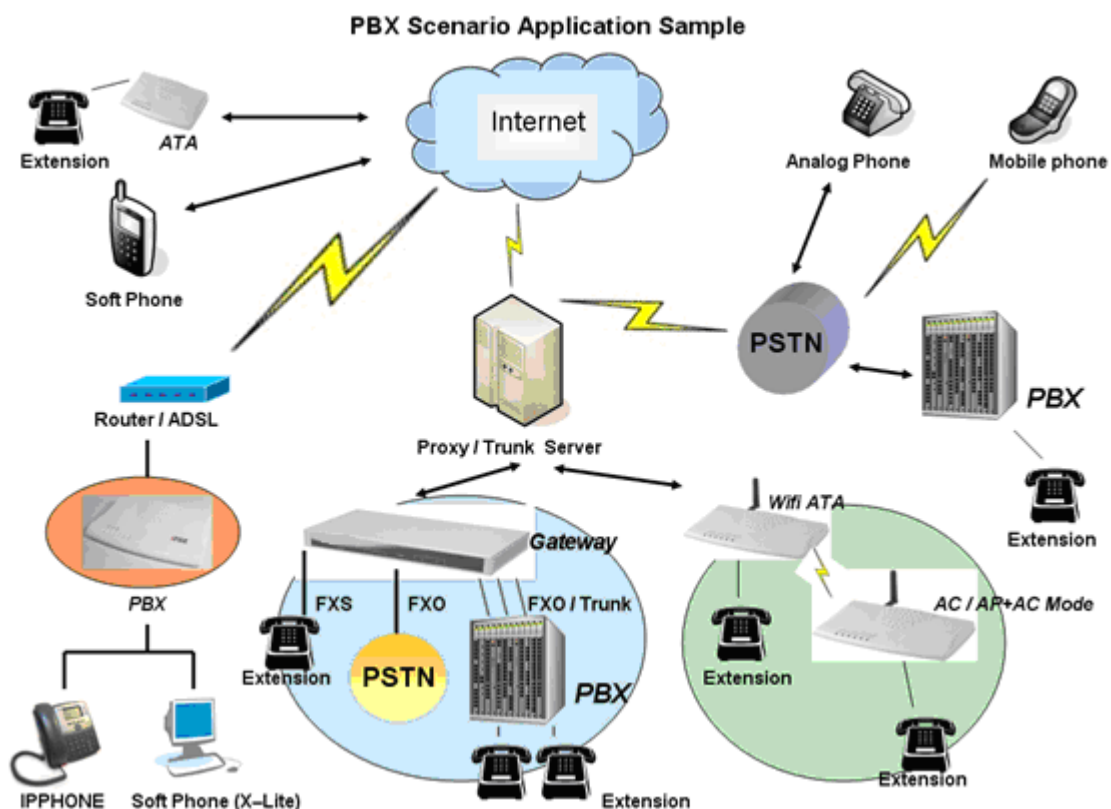 PBX Scenario Application Sample
Internet
Extension
ATA
Soft Phone
Analog Phone
Mobile phone
PSTN
PBX
Extension
Router / ADSL
Proxy / Trunk Server
PBX
IPPHONE
Soft Phone (X-Lite)
Gateway
FXS
FXO
FXO / Trunk
Extension
PSTN
PBX
Extension
Wifi ATA
AC / AP+AC Mode
Extension
Extension